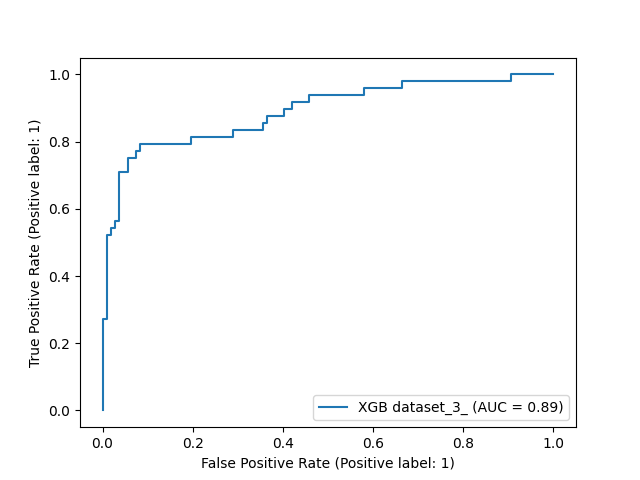 1.0
0.8
0.6
0.4
0.2
0.0
True Positive Rate (Positive label: 1)
XGB dataset_3_ (AUC = 0.89)
0.0 0.2 0.4 0.6 0.8 1.0
False Positive Rate (Positive label: 1)